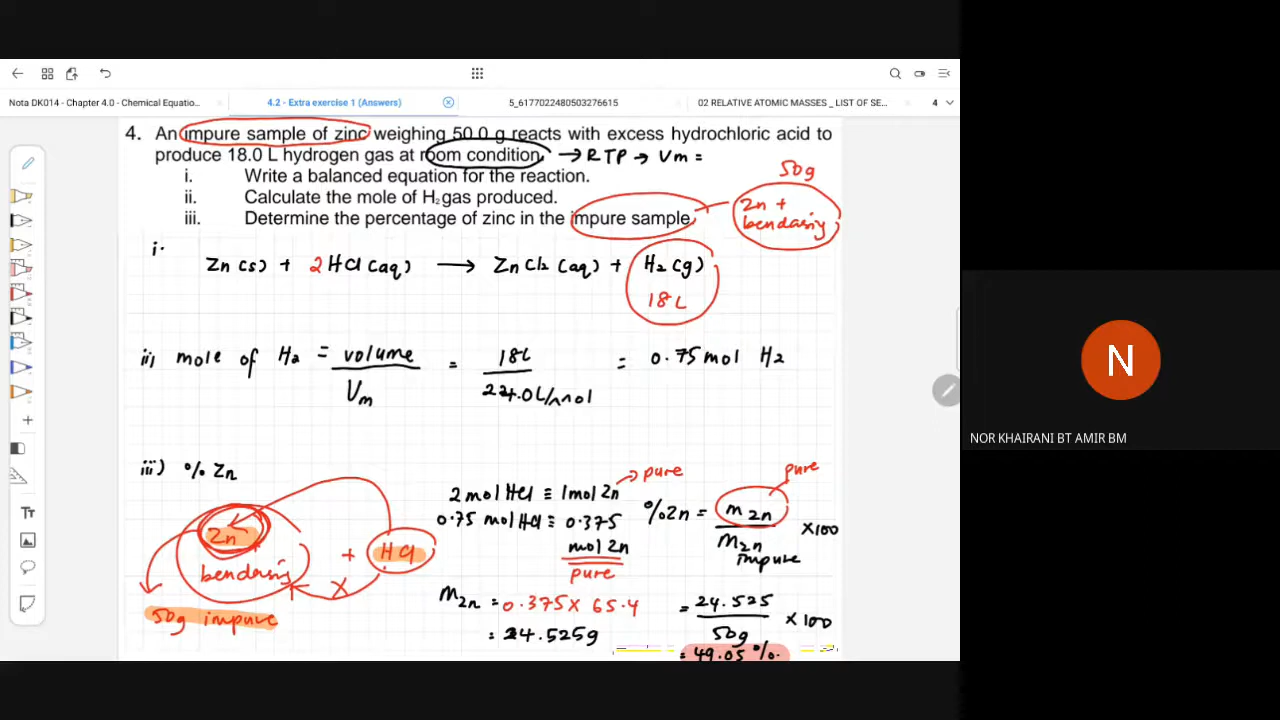 Nota DK014 - Chapter 4.0 - Chemical Equatio...
4.2 - Extra exercise 1 (Answers)
5_6177022480503276615
02 RELATIVE ATOMIC MASSES _ LIST OF SE...
4
4. An impure sample of zinc weighing 50.0 g reacts with excess hydrochloric acid to
produce 18.0 L hydrogen gas at room condition. → RTP → Vm =
i. Write a balanced equation for the reaction.
ii. Calculate the mole of H₂ gas produced.
iii. Determine the percentage of zinc in the impure sample
50g
Zn +
bendasing
i.
Zn(s) + 2HCl(aq) → ZnCl₂(aq) + H₂(g)
18L
ii) mole of H₂ = volume / Vm = 18L / 24.0L/mol = 0.75mol H₂
iii) % Zn
Zn
bendasing
+ HCl
X
50g impure
2 mol HCl ≡ 1mol Zn → pure
0.75 mol HCl ≡ 0.375
mol Zn
pure
MZn = 0.375 x 65.4
= 24.525g
pure
%Zn = mZn / MZn impure x100
= 24.525 / 50g x 100
= 49.05 %.
Tт
N
NOR KHAIRANI BT AMIR BM